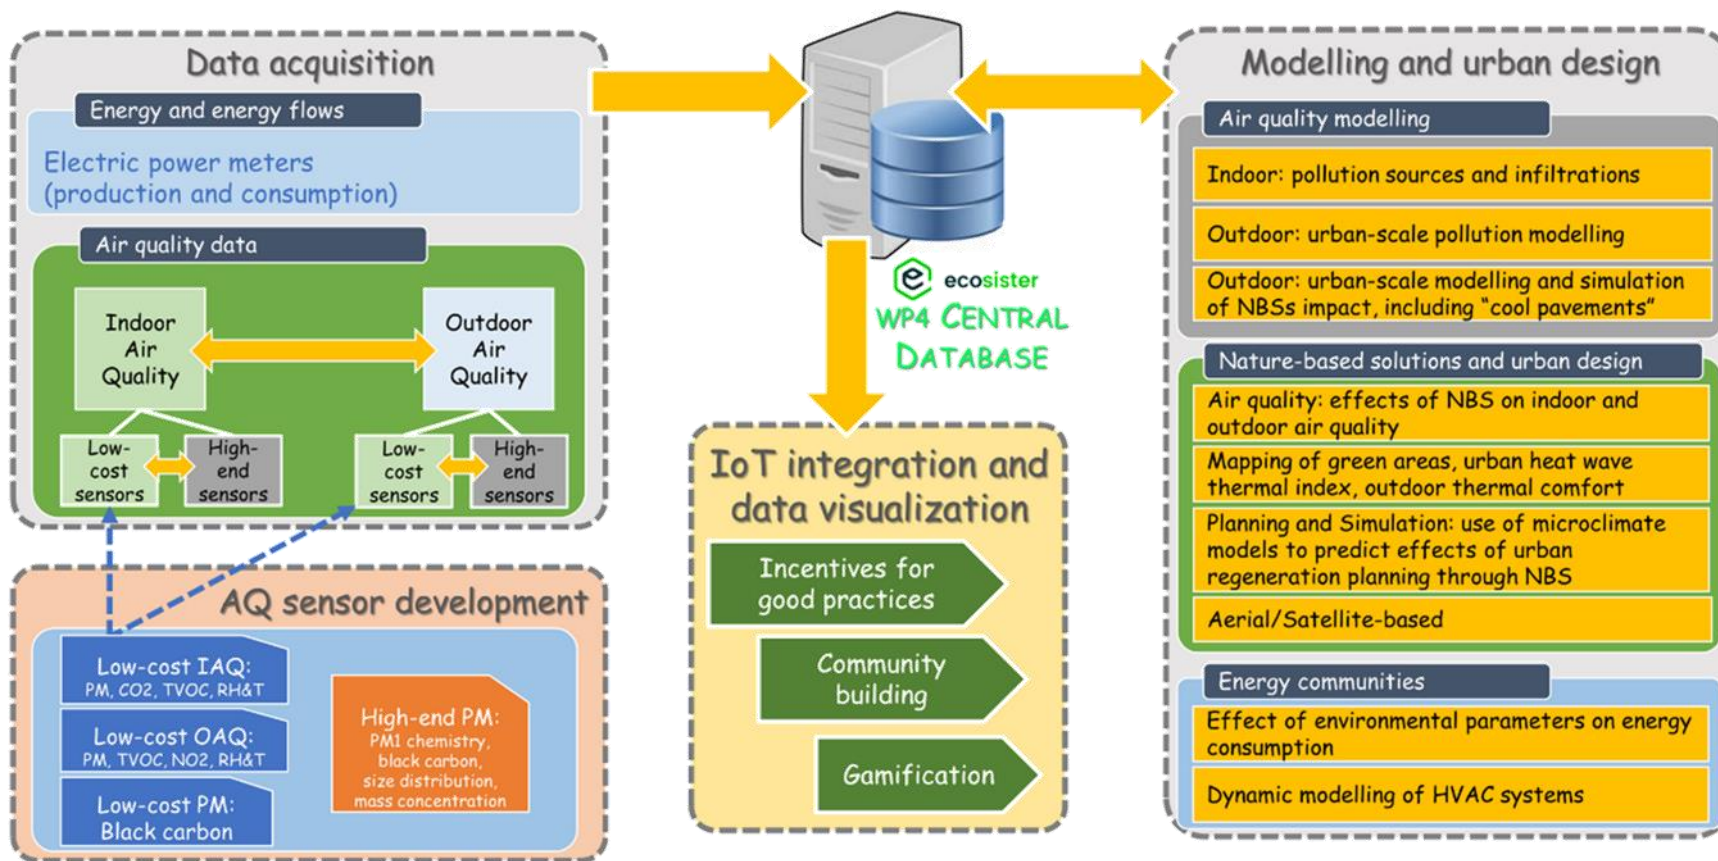 Data acquisition
Energy and energy flows
Electric power meters
(production and consumption)
Air quality data
Indoor
Air
Quality
Outdoor
Air
Quality
Low-
cost
sensors
High-
end
sensors
Low-
cost
sensors
High-
end
sensors
AQ sensor development
Low-cost IAQ:
PM, CO2, TVOC, RH&T
Low-cost OAQ:
PM, TVOC, NO2, RH&T
Low-cost PM:
Black carbon
High-end PM:
PM1 chemistry,
black carbon,
size distribution,
mass concentration
ecosister
WP4 CENTRAL
DATABASE
IoT integration and
data visualization
Incentives for
good practices
Community
building
Gamification
Modelling and urban design
Air quality modelling
Indoor: pollution sources and infiltrations
Outdoor: urban-scale pollution modelling
Outdoor: urban-scale modelling and simulation
of NBSs impact, including “cool pavements”
Nature-based solutions and urban design
Air quality: effects of NBS on indoor and
outdoor air quality
Mapping of green areas, urban heat wave
thermal index, outdoor thermal comfort
Planning and Simulation: use of microclimate
models to predict effects of urban
regeneration planning through NBS
Aerial/Satellite-based
Energy communities
Effect of environmental parameters on energy
consumption
Dynamic modelling of HVAC systems